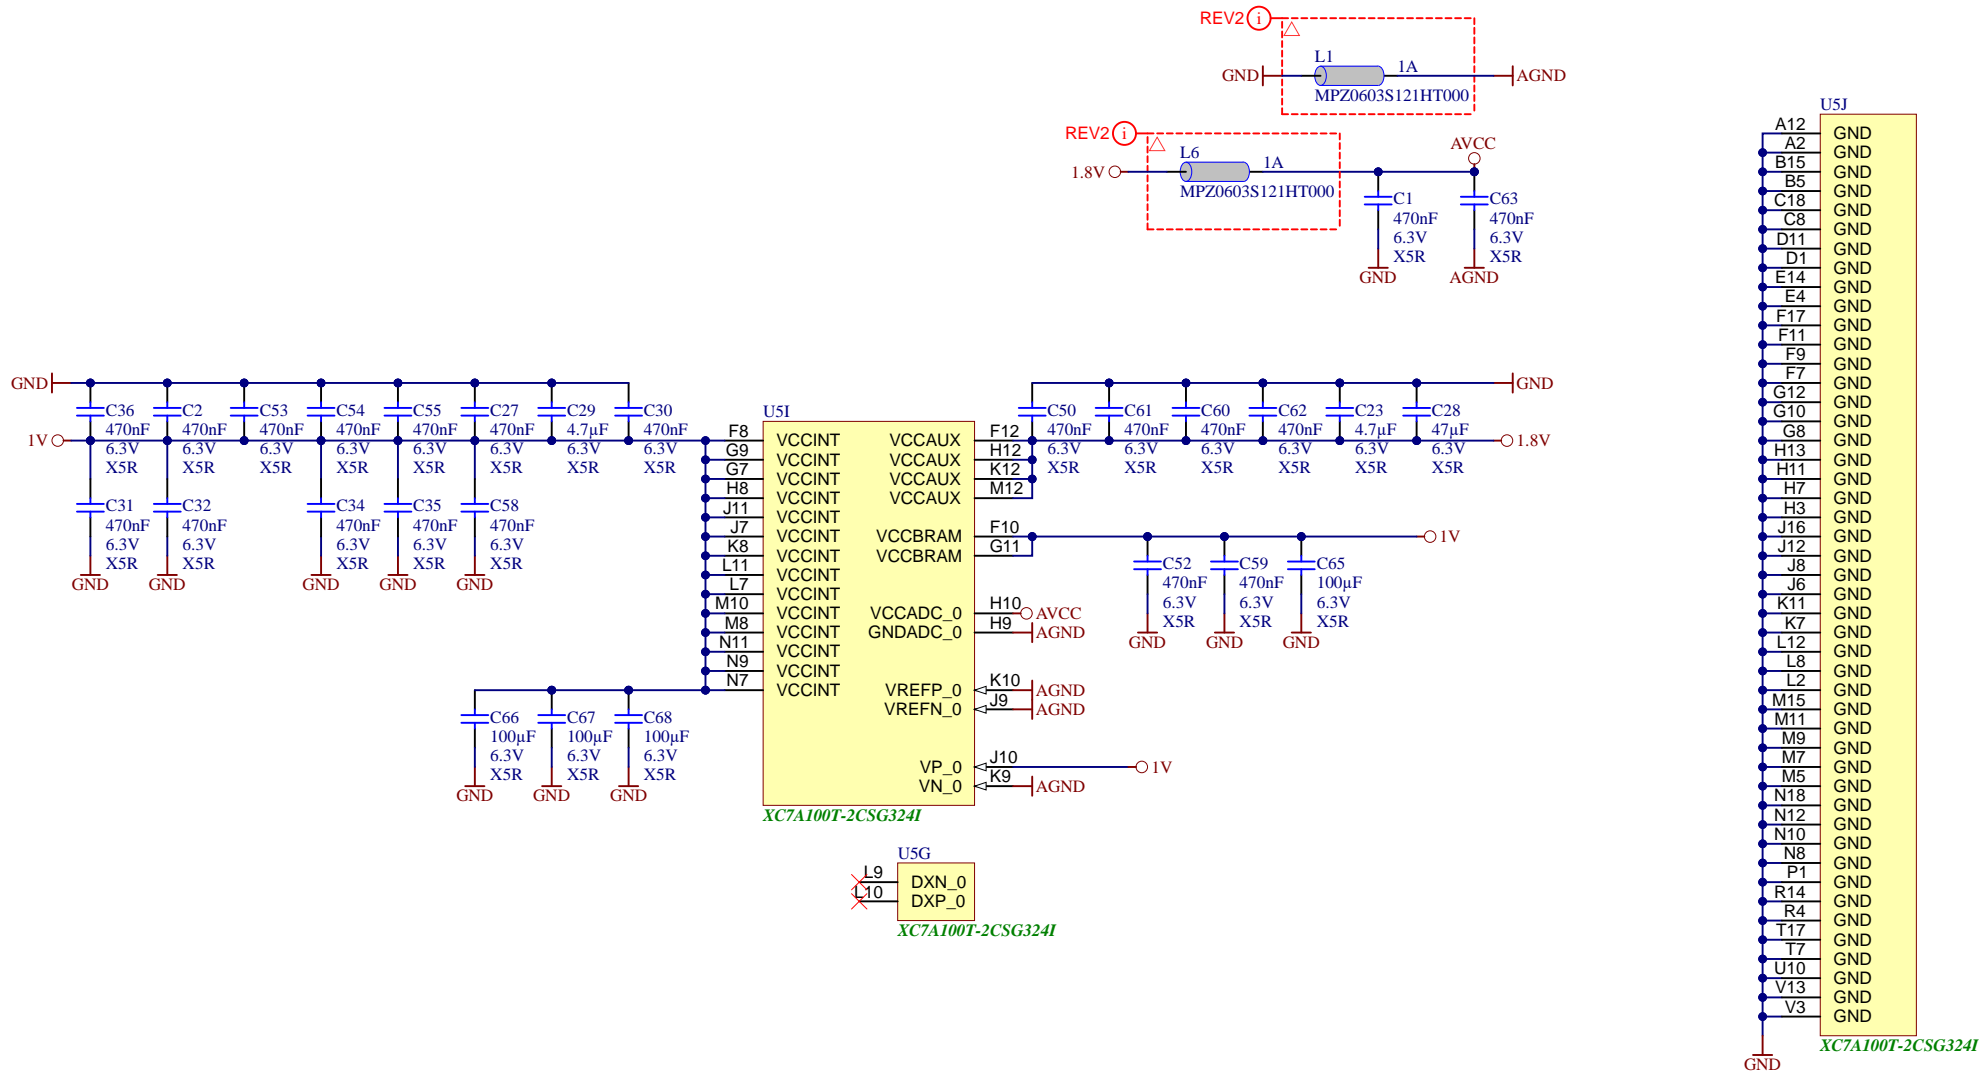 REV2 i
L1
1A
GND
AGND
MPZ0603S121HT000
REV2 i
L6
1A
1.8V
MPZ0603S121HT000
AVCC
C1
470nF
6.3V
X5R
GND
C63
470nF
6.3V
X5R
AGND
GND
C36
470nF
6.3V
X5R
C2
470nF
6.3V
X5R
C53
470nF
6.3V
X5R
C54
470nF
6.3V
X5R
C55
470nF
6.3V
X5R
C27
470nF
6.3V
X5R
C29
4.7µF
6.3V
X5R
C30
470nF
6.3V
X5R
1V
C31
470nF
6.3V
X5R
GND
C32
470nF
6.3V
X5R
GND
C34
470nF
6.3V
X5R
GND
C35
470nF
6.3V
X5R
GND
C58
470nF
6.3V
X5R
GND
C66
100µF
6.3V
X5R
GND
C67
100µF
6.3V
X5R
GND
C68
100µF
6.3V
X5R
GND
U5I
F8 VCCINT
G9 VCCINT
G7 VCCINT
H8 VCCINT
J11 VCCINT
J7 VCCINT
K8 VCCINT
L11 VCCINT
L7 VCCINT
M10 VCCINT
M8 VCCINT
N11 VCCINT
N9 VCCINT
N7 VCCINT
VCCAUX F12
VCCAUX H12
VCCAUX K12
VCCAUX M12
VCCBRAM F10
VCCBRAM G11
VCCADC_0 H10 AVCC
GNDADC_0 H9 AGND
VREFP_0 K10 AGND
VREFN_0 J9 AGND
VP_0 J10 1V
VN_0 K9 AGND
XC7A100T-2CSG324I
C50
470nF
6.3V
X5R
C61
470nF
6.3V
X5R
C60
470nF
6.3V
X5R
C62
470nF
6.3V
X5R
C23
4.7µF
6.3V
X5R
C28
47µF
6.3V
X5R
GND
1.8V
1V
C52
470nF
6.3V
X5R
GND
C59
470nF
6.3V
X5R
GND
C65
100µF
6.3V
X5R
GND
U5G
L9 DXN_0
L10 DXP_0
XC7A100T-2CSG324I
U5J
A12 GND
A2 GND
B15 GND
B5 GND
C18 GND
C8 GND
D11 GND
D1 GND
E14 GND
E4 GND
F17 GND
F11 GND
F9 GND
F7 GND
G12 GND
G10 GND
G8 GND
H13 GND
H11 GND
H7 GND
H3 GND
J16 GND
J12 GND
J8 GND
J6 GND
K11 GND
K7 GND
L12 GND
L8 GND
L2 GND
M15 GND
M11 GND
M9 GND
M7 GND
M5 GND
N18 GND
N12 GND
N10 GND
N8 GND
P1 GND
R14 GND
R4 GND
T17 GND
T7 GND
U10 GND
V13 GND
V3 GND
XC7A100T-2CSG324I
GND